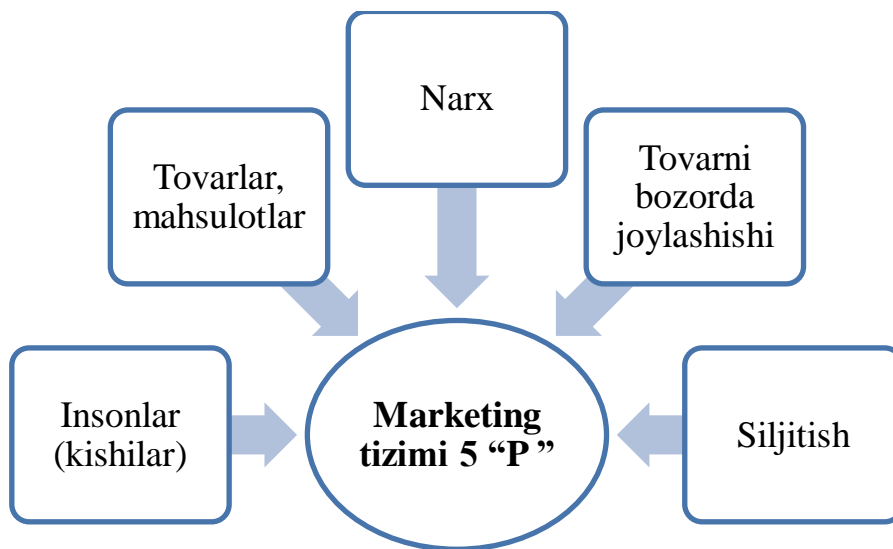 Narx
Tovarlar,
mahsulotlar
Tovarni
bozorda
joylashishi
Insonlar
(kishilar)
Marketing
tizimi 5 “P ”
Siljitish